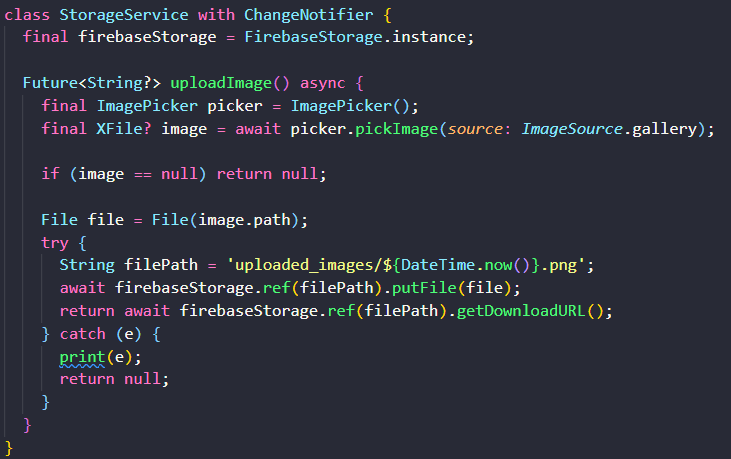 class StorageService with ChangeNotifier {
  final firebaseStorage = FirebaseStorage.instance;

  Future<String?> uploadImage() async {
    final ImagePicker picker = ImagePicker();
    final XFile? image = await picker.pickImage(source: ImageSource.gallery);

    if (image == null) return null;

    File file = File(image.path);
    try {
      String filePath = 'uploaded_images/${DateTime.now()}.png';
      await firebaseStorage.ref(filePath).putFile(file);
      return await firebaseStorage.ref(filePath).getDownloadURL();
    } catch (e) {
      print(e);
      return null;
    }
  }
}